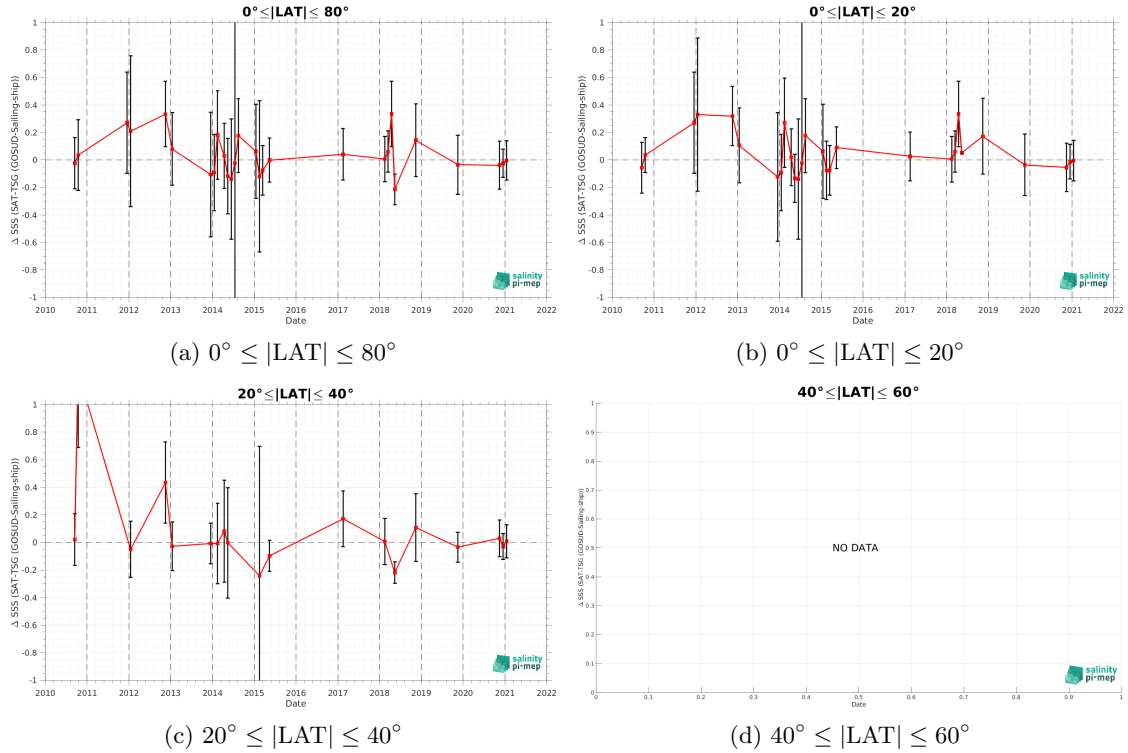 0°≤|LAT|≤ 80°
Δ SSS (SAT-TSG (GOSUD-Sailing-ship))
1
0.8
0.6
0.4
0.2
0
-0.2
-0.4
-0.6
-0.8
-1
2010 2011 2012 2013 2014 2015 2016 2017 2018 2019 2020 2021 2022
Date
salinity
pi-mep
(a) 0° ≤ |LAT| ≤ 80°
0°≤|LAT|≤ 20°
Δ SSS (SAT-TSG (GOSUD-Sailing-ship))
1
0.8
0.6
0.4
0.2
0
-0.2
-0.4
-0.6
-0.8
-1
2010 2011 2012 2013 2014 2015 2016 2017 2018 2019 2020 2021 2022
Date
salinity
pi-mep
(b) 0° ≤ |LAT| ≤ 20°
20°≤|LAT|≤ 40°
Δ SSS (SAT-TSG (GOSUD-Sailing-ship))
1
0.8
0.6
0.4
0.2
0
-0.2
-0.4
-0.6
-0.8
-1
2010 2011 2012 2013 2014 2015 2016 2017 2018 2019 2020 2021 2022
Date
salinity
pi-mep
(c) 20° ≤ |LAT| ≤ 40°
40°≤|LAT|≤ 60°
Δ SSS (SAT-TSG (GOSUD-Sailing-ship))
1
0.9
0.8
0.7
0.6
0.5
0.4
0.3
0.2
0.1
0
NO DATA
0 0.1 0.2 0.3 0.4 0.5 0.6 0.7 0.8 0.9 1
Date
salinity
pi-mep
(d) 40° ≤ |LAT| ≤ 60°